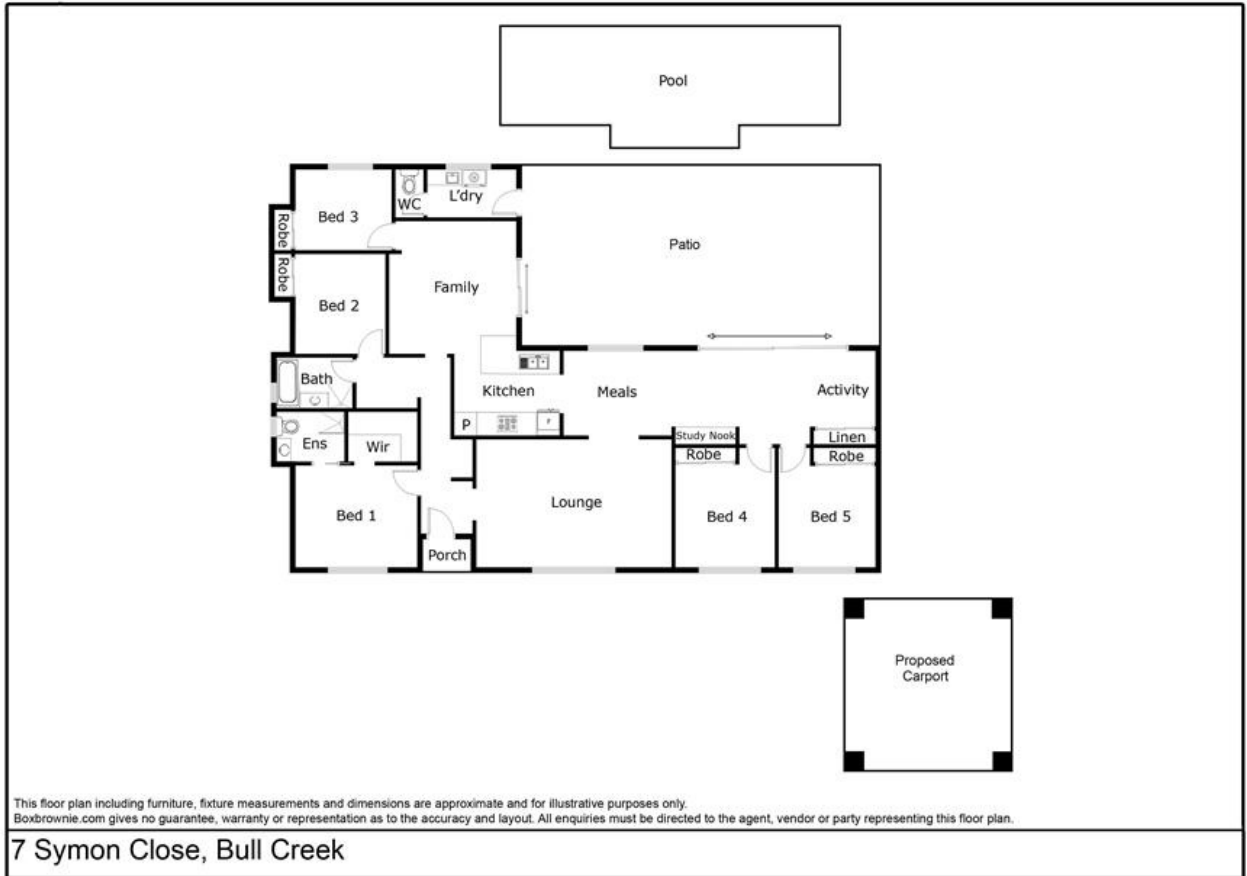 Pool
WC
L'dry
Bed 3
Robe
Patio
Robe
Family
Bed 2
Bath
Kitchen
Meals
Activity
P
F
Study Nook
Linen
Ens
Wir
Robe
Robe
Lounge
Bed 1
Bed 4
Bed 5
Porch
Proposed
Carport
This floor plan including furniture, fixture measurements and dimensions are approximate and for illustrative purposes only.
Boxbrownie.com gives no guarantee, warranty or representation as to the accuracy and layout. All enquiries must be directed to the agent, vendor or party representing this floor plan.
7 Symon Close, Bull Creek